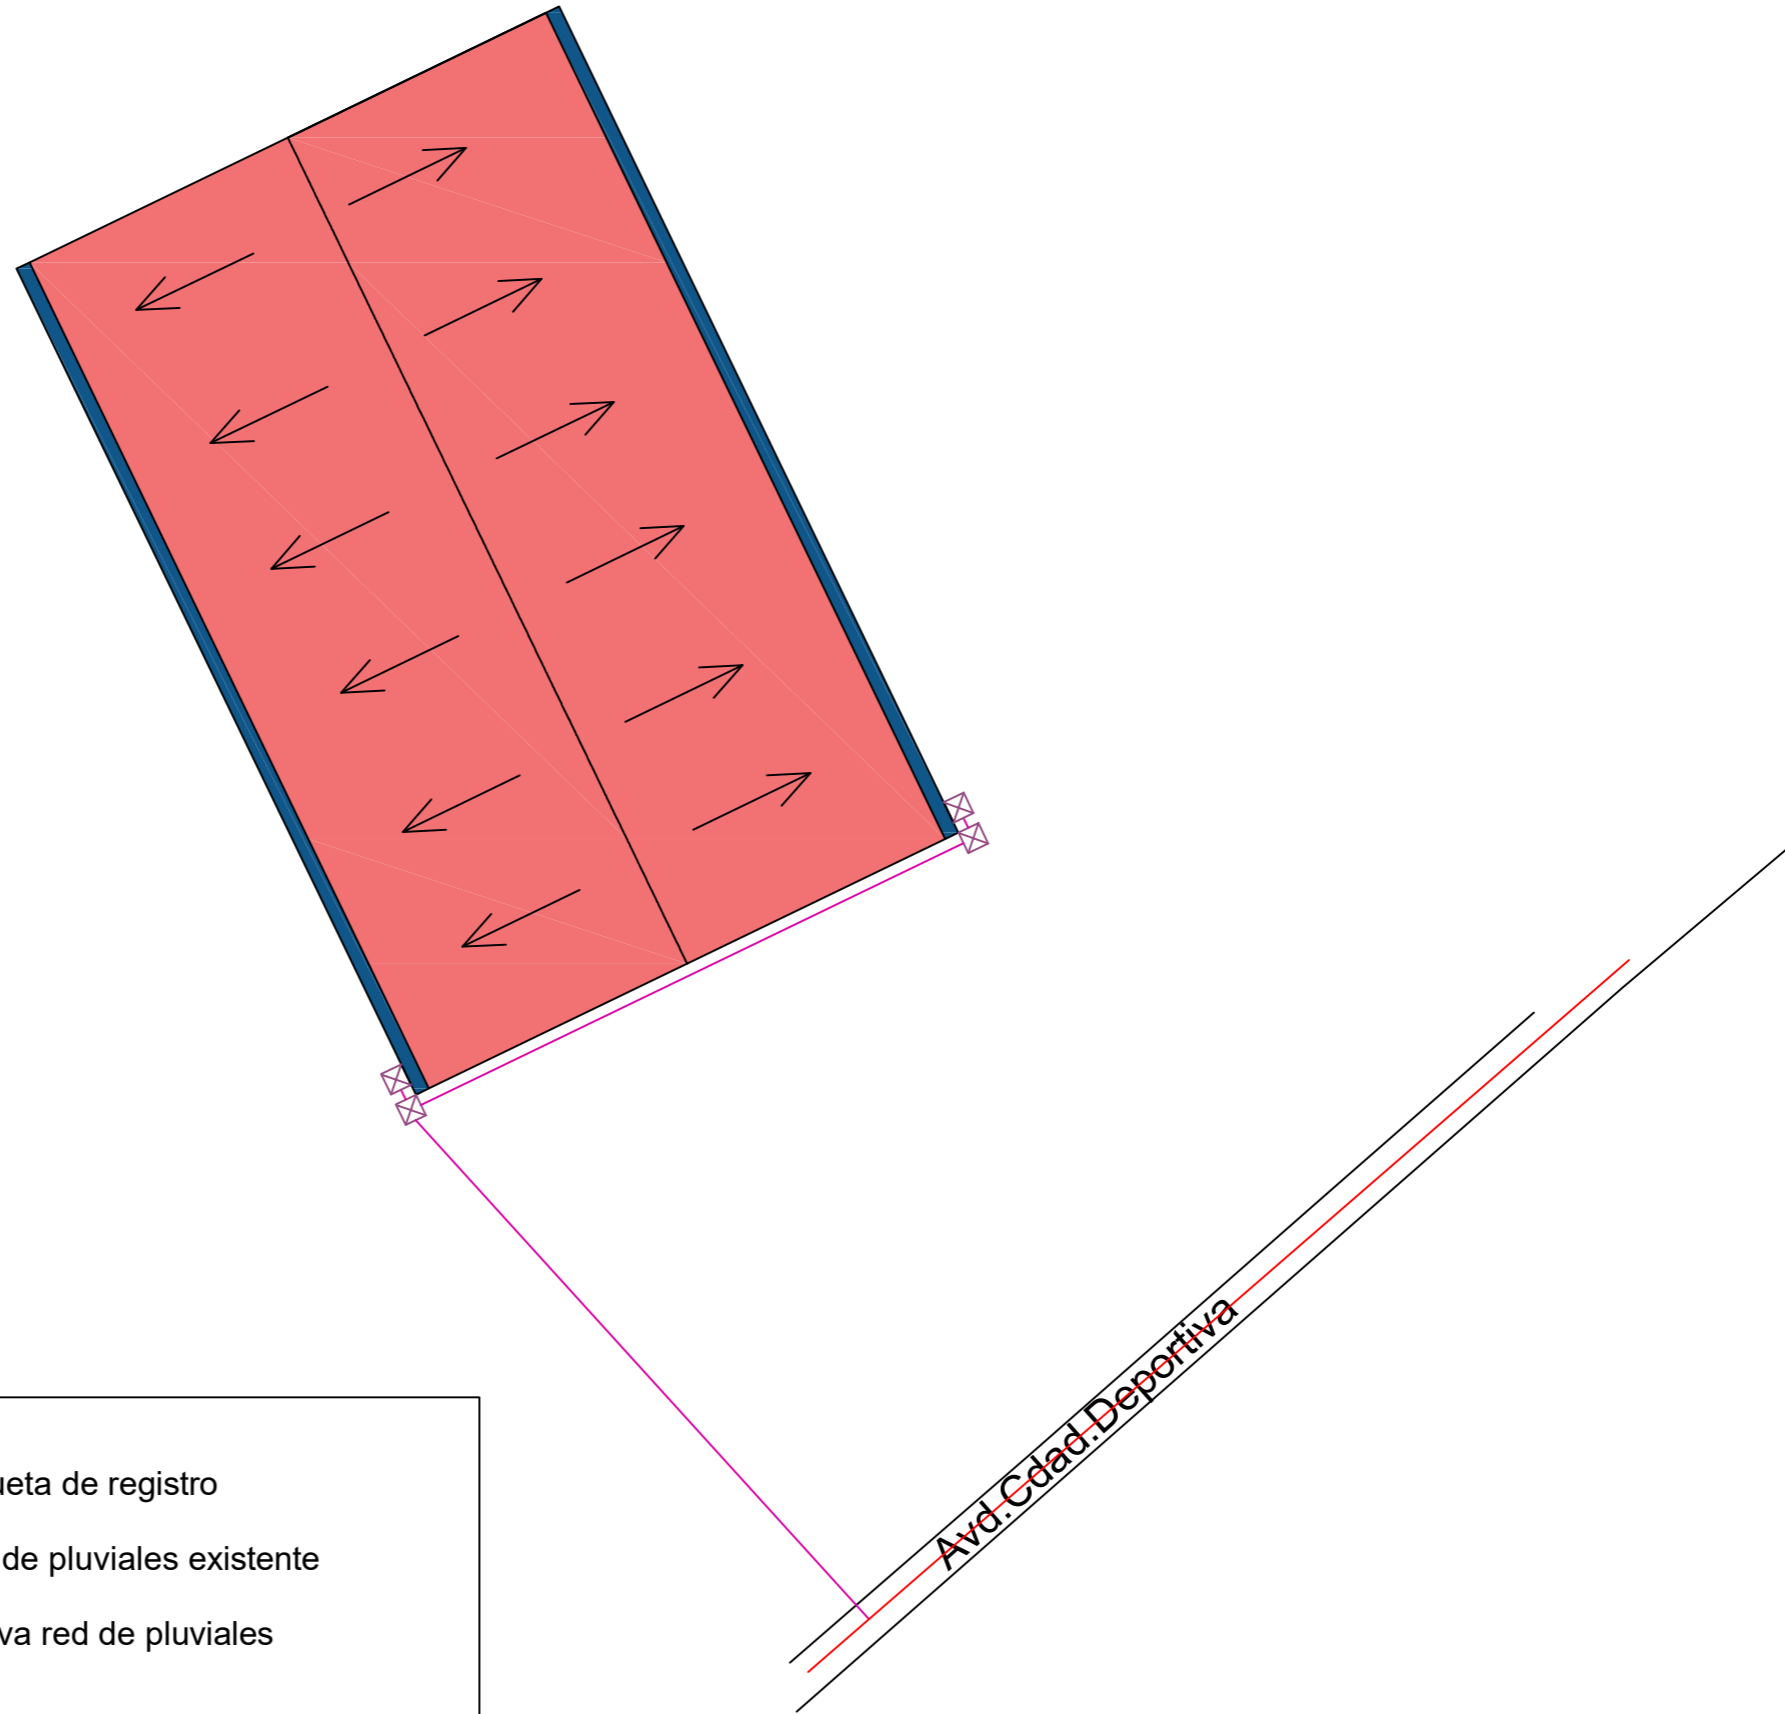 Avd.Cdad.Deportiva
ueta de registro
de pluviales existente
va red de pluviales